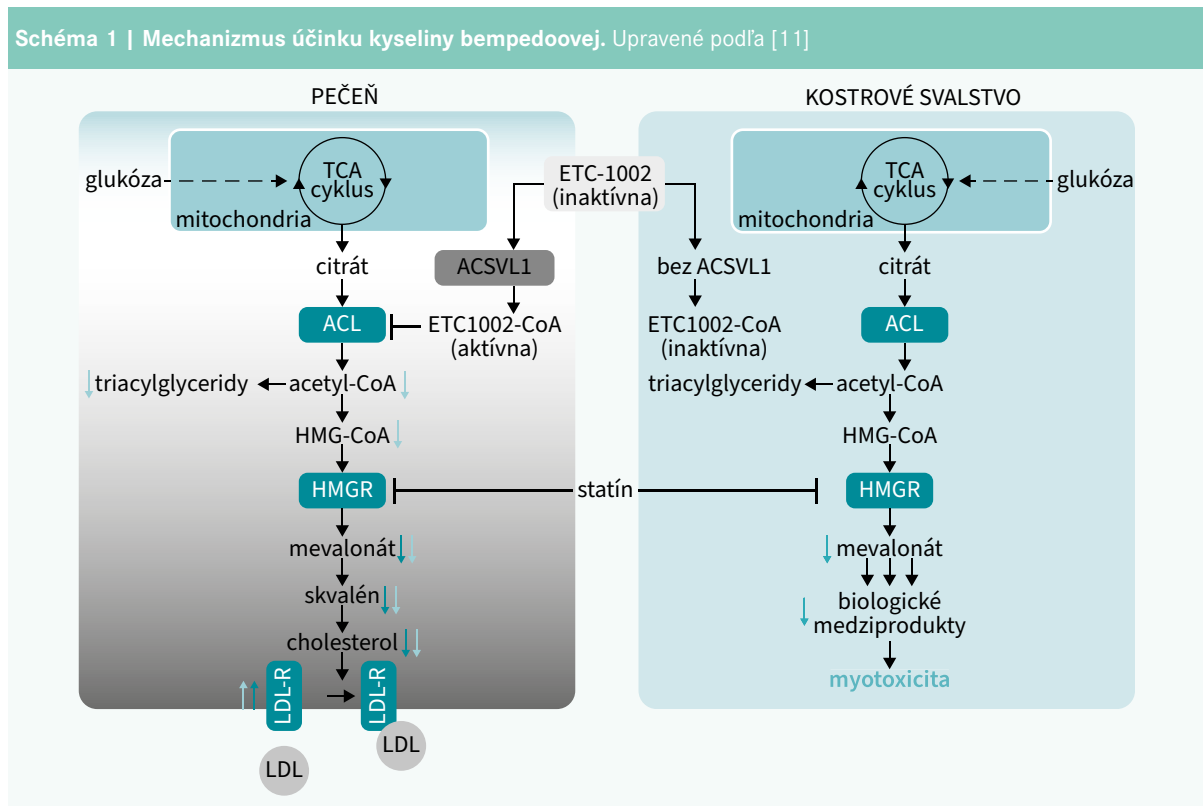 Schéma 1 | Mechanizmus účinku kyseliny bempedoovej. Upravené podľa [11]
PEČEŇ
glukóza
TCA
cyklus
mitochondria
citrát
ACL
triacylglyceridy
acetyl-CoA
HMG-CoA
HMGR
mevalonát
skvalén
cholesterol
LDL-R
LDL-R
LDL
LDL
ETC-1002
(inaktívna)
ACSVL1
ETC1002-CoA
(aktívna)
bez ACSVL1
ETC1002-CoA
(inaktívna)
statín
KOSTROVÉ SVALSTVO
TCA
cyklus
glukóza
mitochondria
citrát
ACL
triacylglyceridy
acetyl-CoA
HMG-CoA
HMGR
mevalonát
biologické
medziprodukty
myotoxicita